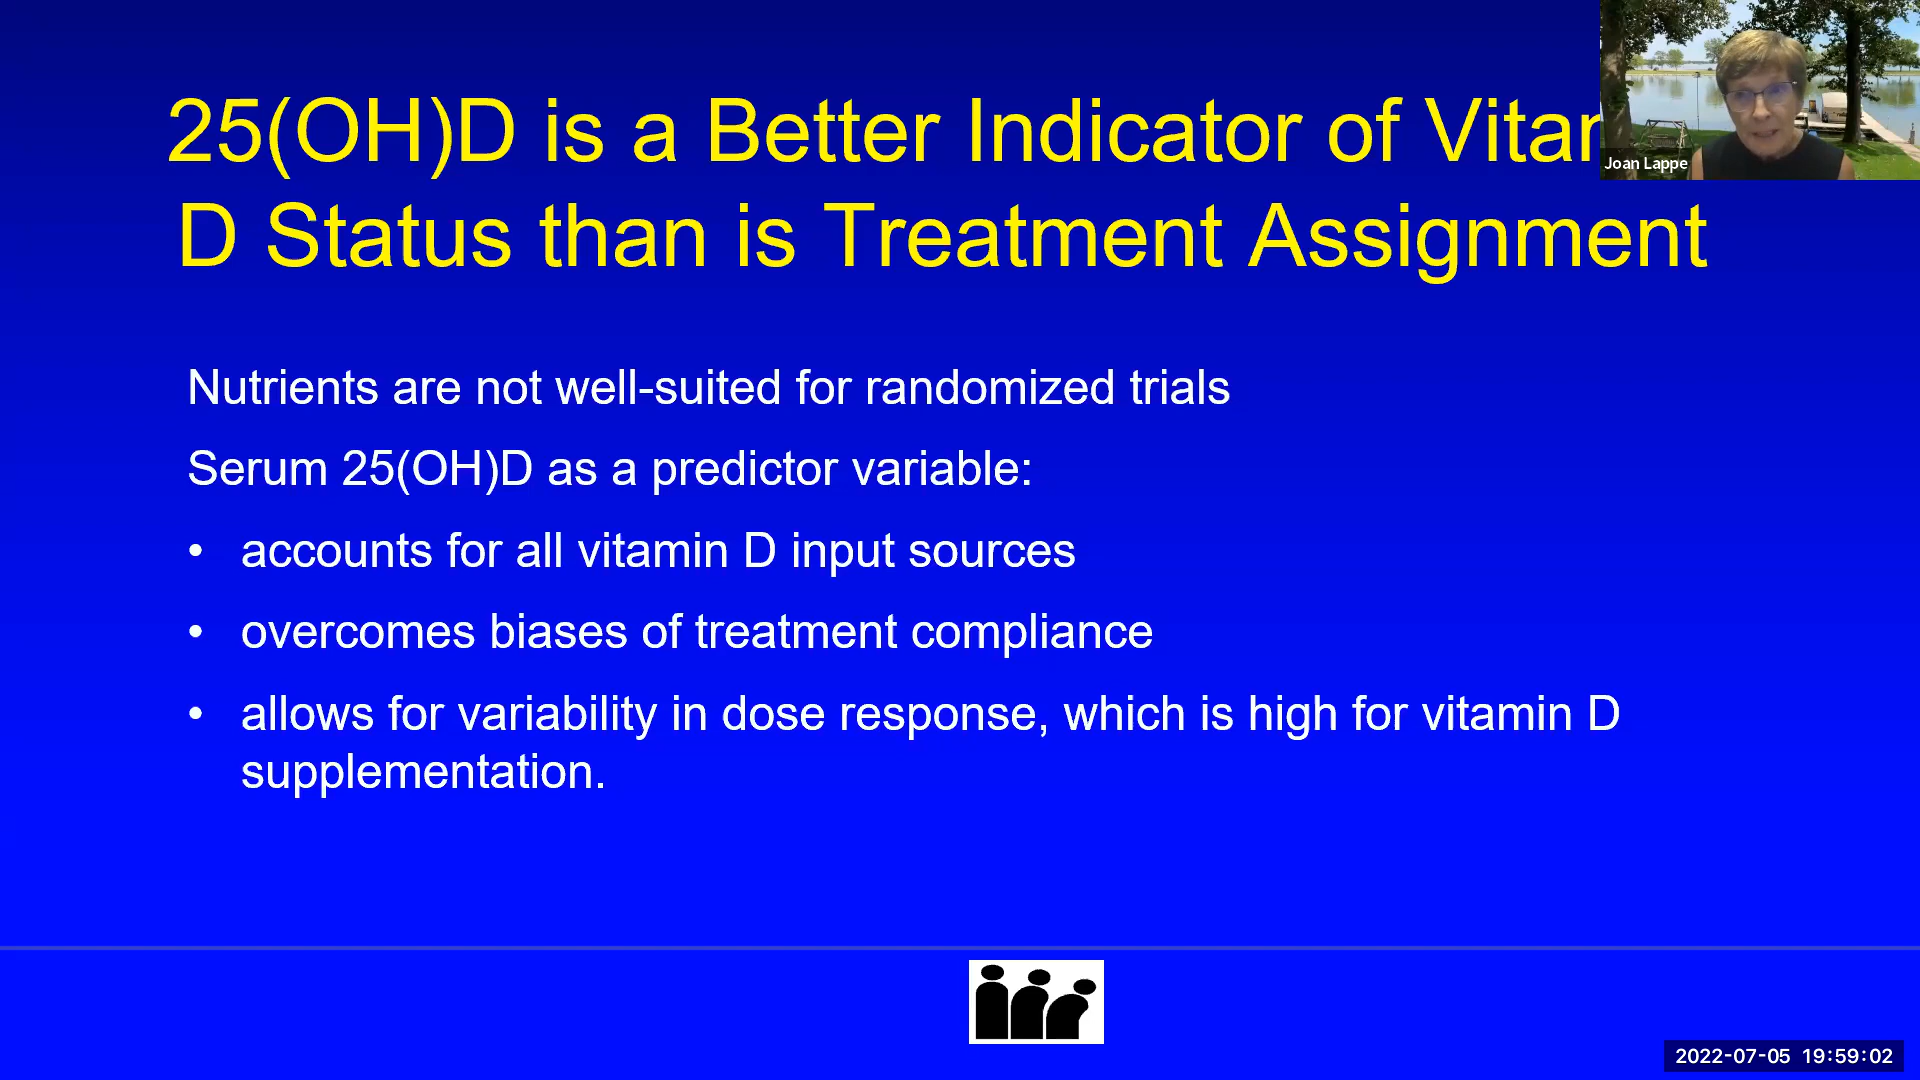 25(OH)D is a Better Indicator of
D Status than is Treatment Assignment
Joan Lappe
Nutrients are not well-suited for randomized trials
Serum 25(OH)D as a predictor variable:
• accounts for all vitamin D input sources
• overcomes biases of treatment compliance
• allows for variability in dose response, which is high for vitamin D
supplementation.
2022-07-05 19:59:02